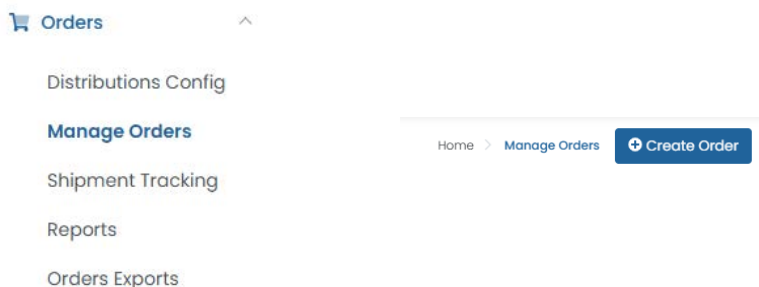 Orders
Distributions Config
Manage Orders
Shipment Tracking
Reports
Orders Exports
Home > Manage Orders Create Order